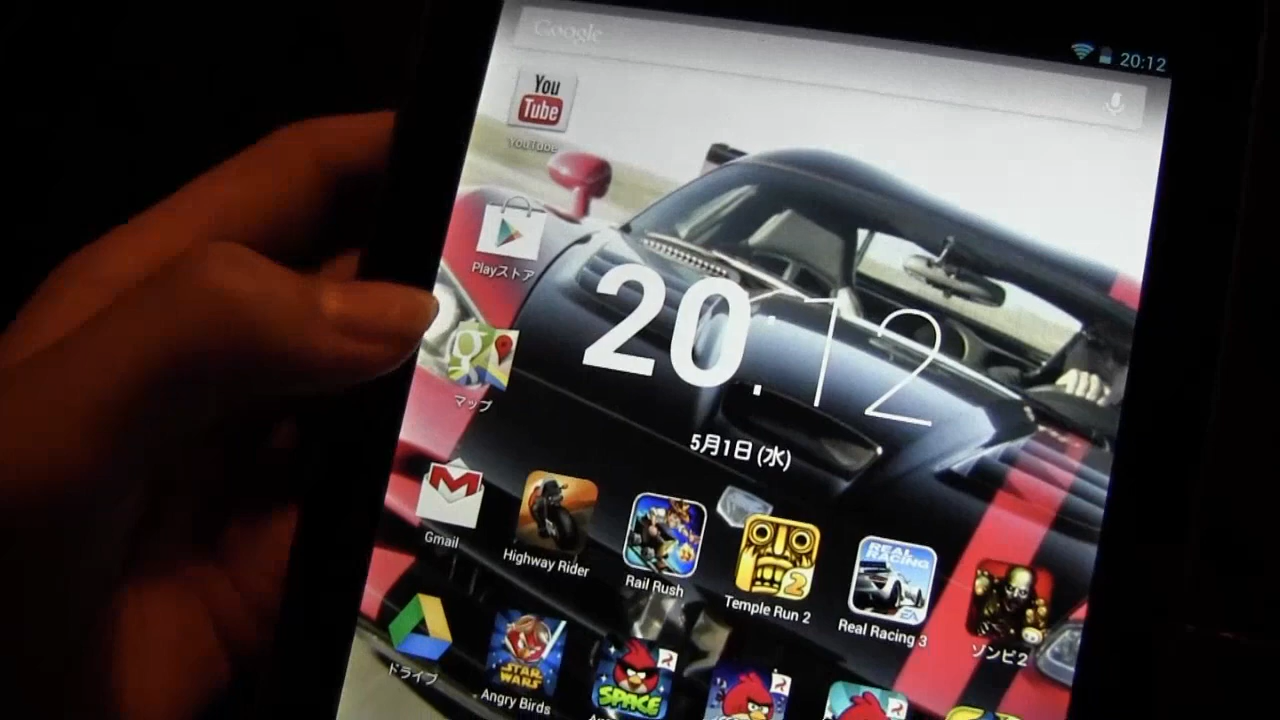 Google
20:12
You
Tube
YouTube
Playストア
20:12
マップ
5月1日 (水)
Gmail
Highway Rider
Rail Rush
2
Temple Run 2
REAL
RACING
EA
Real Racing 3
ゾンビ2
ドライブ
STAR
WARS
Angry Birds
SPACE